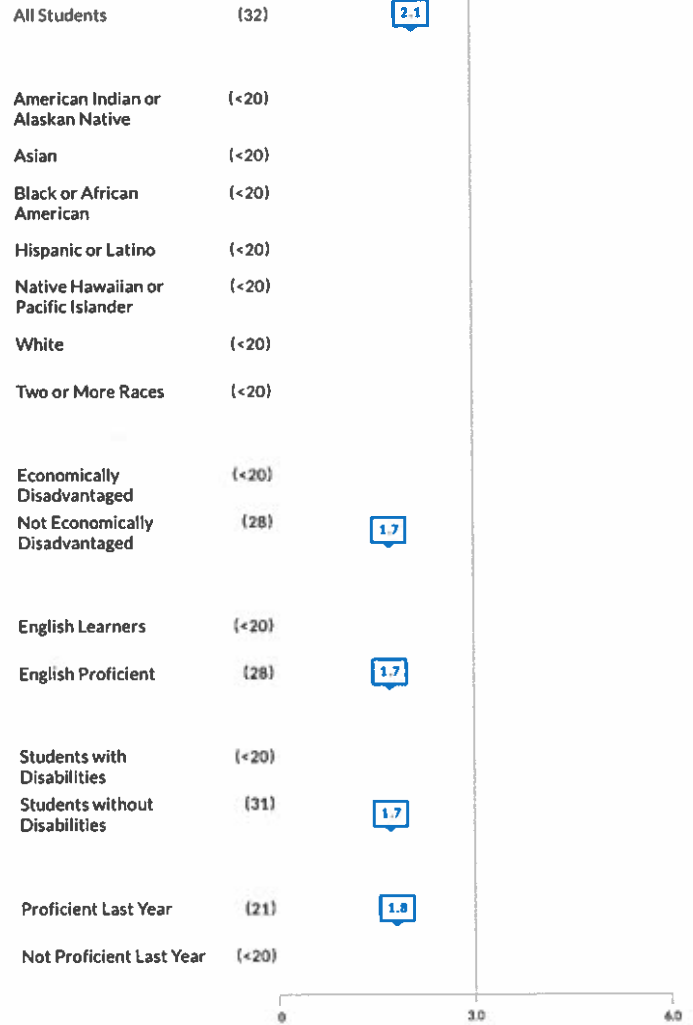 All Students (32) 2.1
American Indian or (<20)
Alaskan Native
Asian (<20)
Black or African (<20)
American
Hispanic or Latino (<20)
Native Hawaiian or (<20)
Pacific Islander
White (<20)
Two or More Races (<20)
Economically (<20)
Disadvantaged
Not Economically (28) 1.7
Disadvantaged
English Learners (<20)
English Proficient (28) 1.7
Students with (<20)
Disabilities
Students without (31) 1.7
Disabilities
Proficient Last Year (21) 1.8
Not Proficient Last Year (<20)
0 3.0 6.0